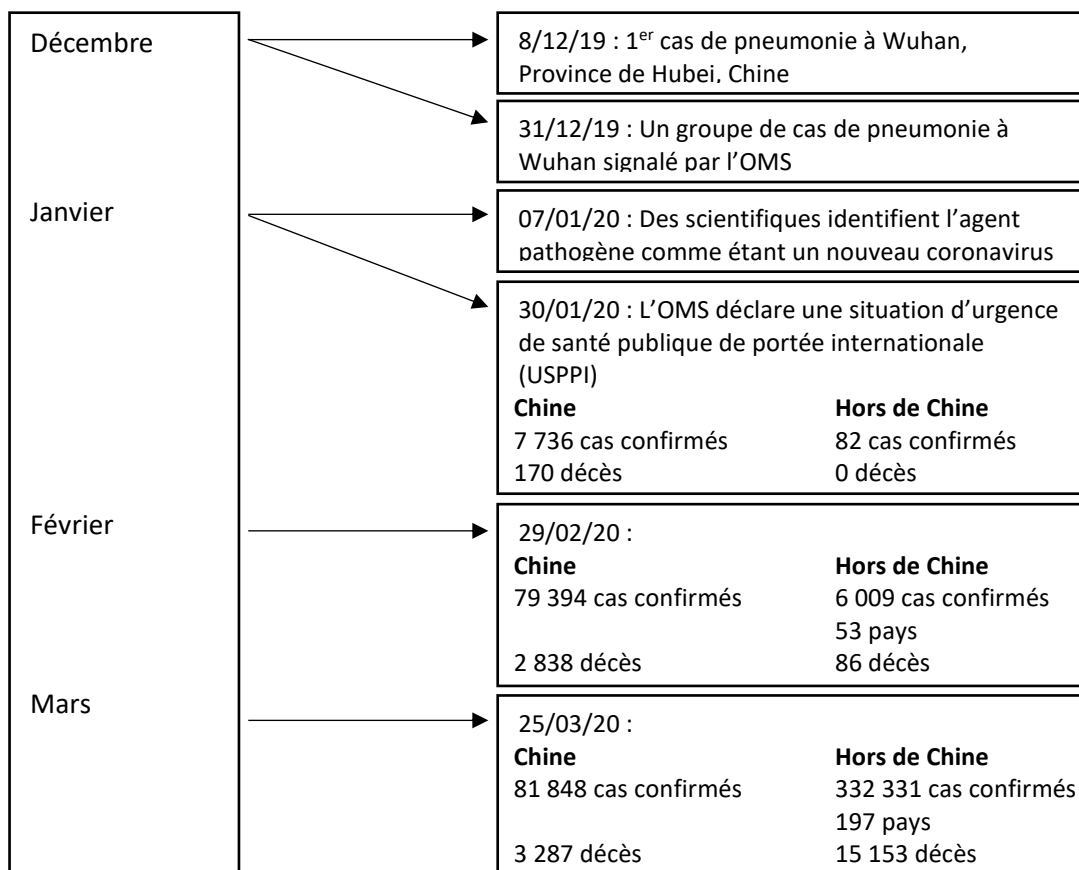 Décembre
8/12/19 : 1er cas de pneumonie à Wuhan,
Province de Hubei, Chine
31/12/19 : Un groupe de cas de pneumonie à
Wuhan signalé par l’OMS
Janvier
07/01/20 : Des scientifiques identifient l’agent
pathogène comme étant un nouveau coronavirus
30/01/20 : L’OMS déclare une situation d’urgence
de santé publique de portée internationale
(USPPI)
Chine Hors de Chine
7 736 cas confirmés 82 cas confirmés
170 décès 0 décès
Février
29/02/20 :
Chine Hors de Chine
79 394 cas confirmés 6 009 cas confirmés
53 pays
2 838 décès 86 décès
Mars
25/03/20 :
Chine Hors de Chine
81 848 cas confirmés 332 331 cas confirmés
197 pays
3 287 décès 15 153 décès